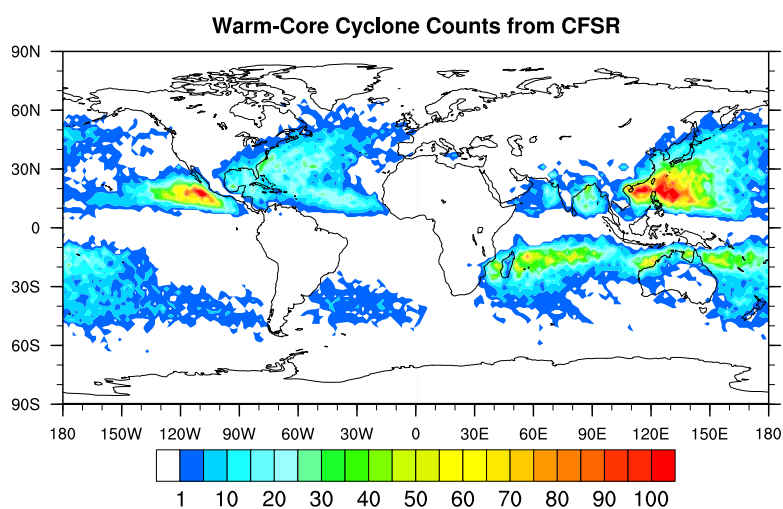 Warm-Core Cyclone Counts from CFSR
90N
60N
30N
0
30S
60S
90S
180 150W 120W 90W 60W 30W 0 30E 60E 90E 120E 150E 180
1 10 20 30 40 50 60 70 80 90 100